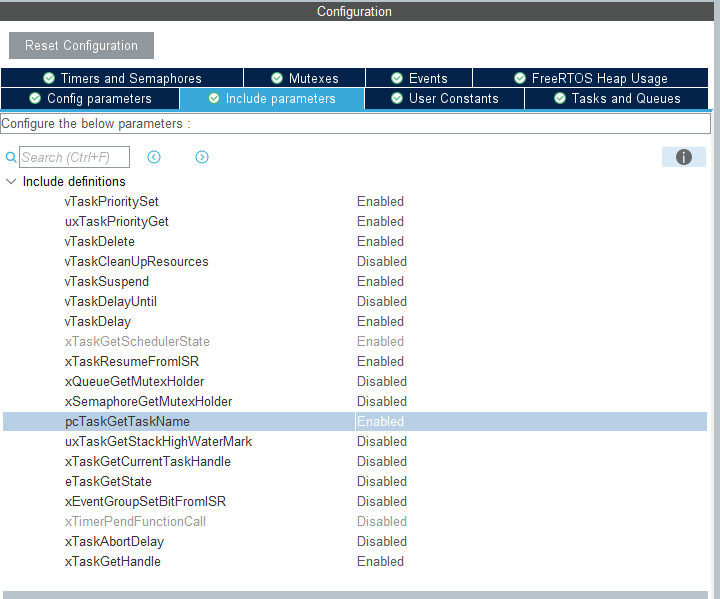 Configuration
Reset Configuration
Timers and Semaphores Mutexes Events FreeRTOS Heap Usage
Config parameters Include parameters User Constants Tasks and Queues
Configure the below parameters :
Search (Ctrl+F)
Include definitions
vTaskPrioritySet Enabled
uxTaskPriorityGet Enabled
vTaskDelete Enabled
vTaskCleanUpResources Disabled
vTaskSuspend Enabled
vTaskDelayUntil Disabled
vTaskDelay Enabled
xTaskGetSchedulerState Enabled
xTaskResumeFromISR Enabled
xQueueGetMutexHolder Disabled
xSemaphoreGetMutexHolder Disabled
pcTaskGetTaskName Enabled
uxTaskGetStackHighWaterMark Disabled
xTaskGetCurrentTaskHandle Disabled
eTaskGetState Disabled
xEventGroupSetBitFromISR Disabled
xTimerPendFunctionCall Disabled
xTaskAbortDelay Disabled
xTaskGetHandle Enabled